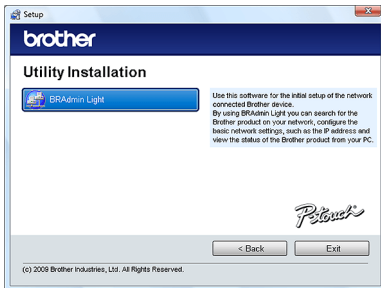 Setup
brother
Utility Installation
BRAdmin Light
Use this software for the initial setup of the network
connected Brother device.
By using BRAdmin Light you can search for the
Brother product on your network, configure the
basic network settings, such as the IP address and
view the status of the Brother product from your PC.
P-touch
< Back
Exit
(c) 2009 Brother Industries, Ltd. All Rights Reserved.